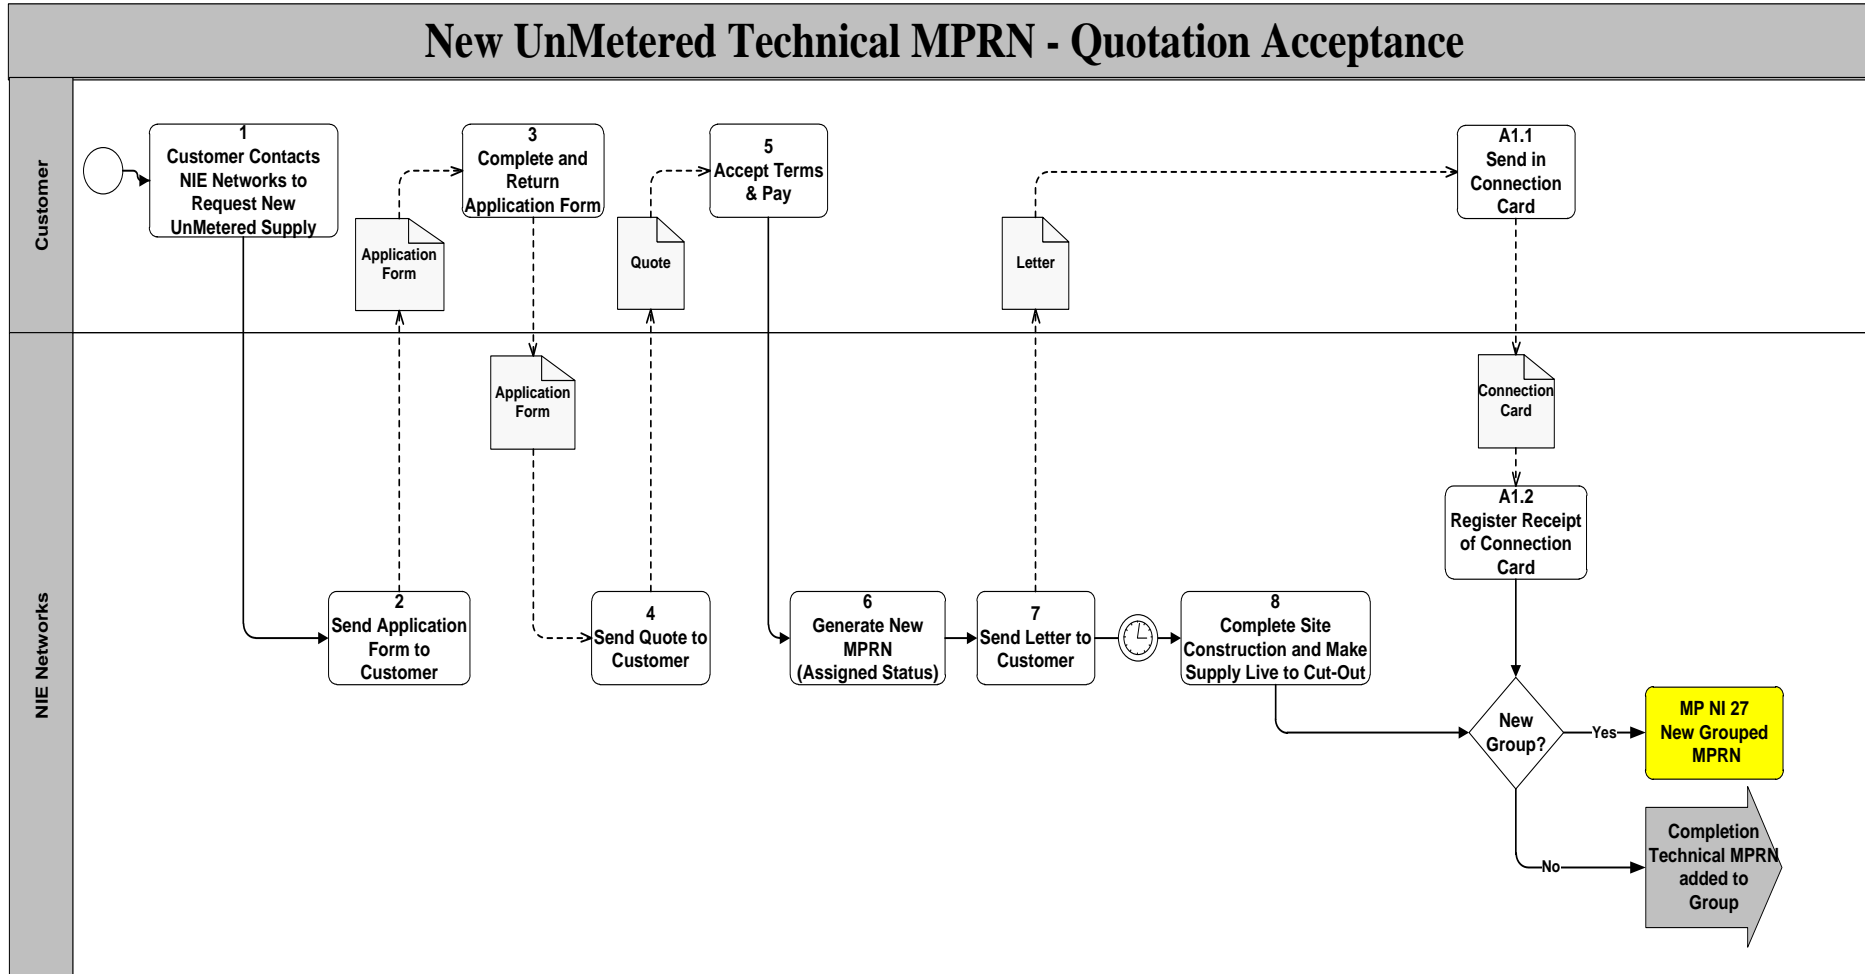 New UnMetered Technical MPRN - Quotation Acceptance
Customer
1
Customer Contacts
NIE Networks to
Request New
UnMetered Supply
Application
Form
3
Complete and
Return
Application Form
Quote
5
Accept Terms
& Pay
Letter
A1.1
Send in
Connection
Card
NIE Networks
2
Send Application
Form to
Customer
Application
Form
4
Send Quote to
Customer
6
Generate New
MPRN
(Assigned Status)
7
Send Letter to
Customer
8
Complete Site
Construction and Make
Supply Live to Cut-Out
Connection
Card
A1.2
Register Receipt
of Connection
Card
New
Group?
Yes
MP NI 27
New Grouped
MPRN
No
Completion
Technical MPRN
added to
Group